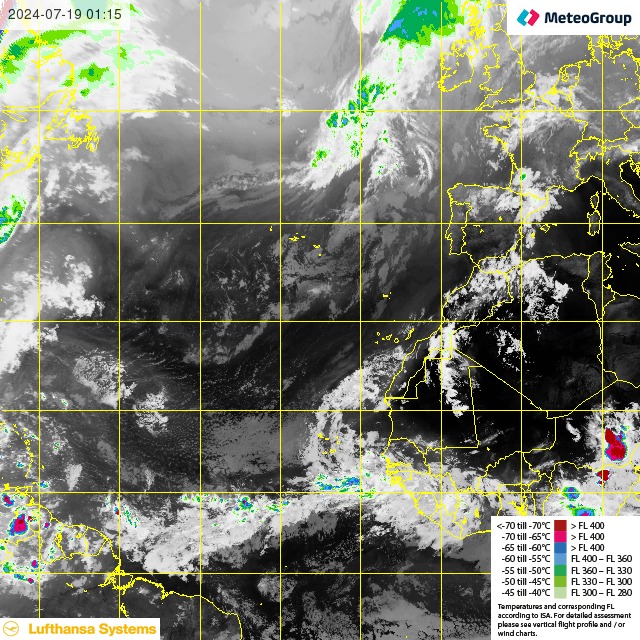 2024-07-19 01:15
MeteoGroup
<-70 till -70°C > FL 400
-70 till -65°C > FL 400
-65 till -60°C > FL 400
-60 till -55°C FL 400 – FL 360
-55 till -50°C FL 360 – FL 330
-50 till -45°C FL 330 – FL 300
-45 till -40°C FL 300 – FL 280
Temperatures and corresponding FL
according to ISA. For detailed assessment
please see vertical flight profile and / or
wind charts.
Lufthansa Systems